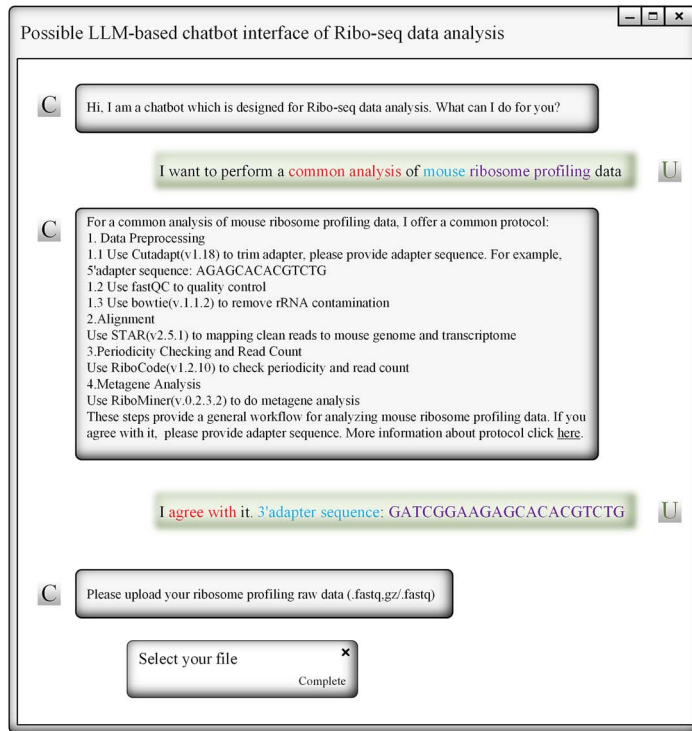 Possible LLM-based chatbot interface of Ribo-seq data analysis
C
Hi, I am a chatbot which is designed for Ribo-seq data analysis. What can I do for you?
I want to perform a common analysis of mouse ribosome profiling data
U
C
For a common analysis of mouse ribosome profiling data, I offer a common protocol:
1. Data Preprocessing
1.1 Use Cutadapt(v1.18) to trim adapter, please provide adapter sequence. For example,
5'adapter sequence: AGAGCACACGTCTG
1.2 Use fastQC to quality control
1.3 Use bowtie(v.1.1.2) to remove rRNA contamination
2.Alignment
Use STAR(v2.5.1) to mapping clean reads to mouse genome and transcriptome
3.Periodicity Checking and Read Count
Use RiboCode(v1.2.10) to check periodicity and read count
4.Metagene Analysis
Use RiboMiner(v.0.2.3.2) to do metagene analysis
These steps provide a general workflow for analyzing mouse ribosome profiling data. If you
agree with it, please provide adapter sequence. More information about protocol click here.
I agree with it. 3'adapter sequence: GATCGGAAGAGCACACGTCTG
U
C
Please upload your ribosome profiling raw data (.fastq.gz/.fastq)
Select your file
Complete